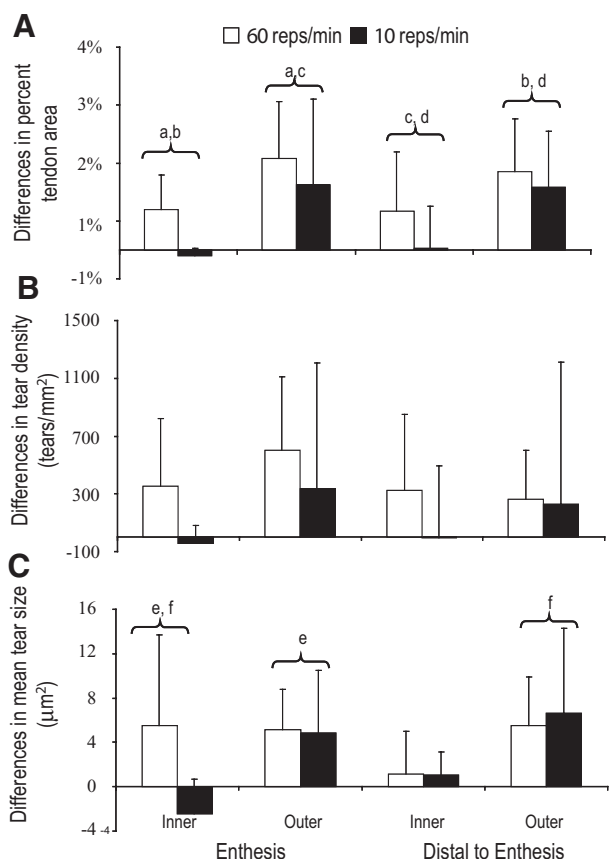 A
60 reps/min 10 reps/min
Differences in percent
tendon area
4%
3%
2%
1%
-1%
a,b
a,c
c, d
b, d
B
Differences in tear density
(tears/mm²)
1500
1100
700
300
-100
C
Differences in mean tear size
(μm²)
16
12
8
4
0
-4 -4
e, f
e
f
Inner Outer Inner Outer
Enthesis Distal to Enthesis